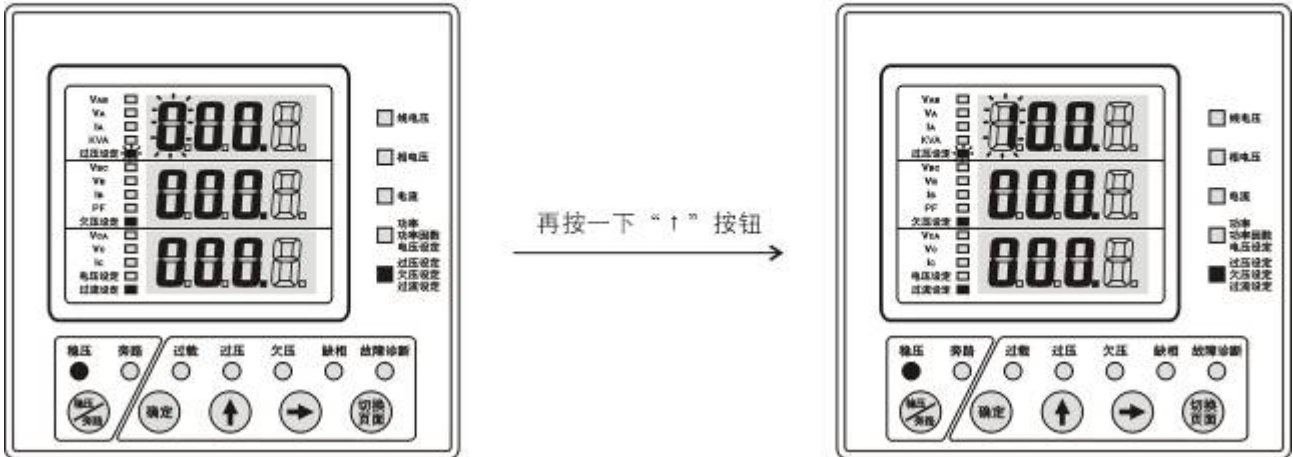 VAB
VA
IA
KVA
过压设定
VBC
VB
IB
PF
欠压设定
VCA
VC
IC
电压设定
过流设定
000
000.
000.
线电压
相电压
电流
功率
功率因数
电压设定
过压设定
欠压设定
过流设定
稳压
旁路
过载
过压
欠压
缺相
故障诊断
稳压
旁路
确定
↑
→
切换
页面
再按一下“↑”按钮
VAB
VA
IA
KVA
过压设定
VBC
VB
IB
PF
欠压设定
VCA
VC
IC
电压设定
过流设定
100.
000.
000.
线电压
相电压
电流
功率
功率因数
电压设定
过压设定
欠压设定
过流设定
稳压
旁路
过载
过压
欠压
缺相
故障诊断
稳压
旁路
确定
↑
→
切换
页面